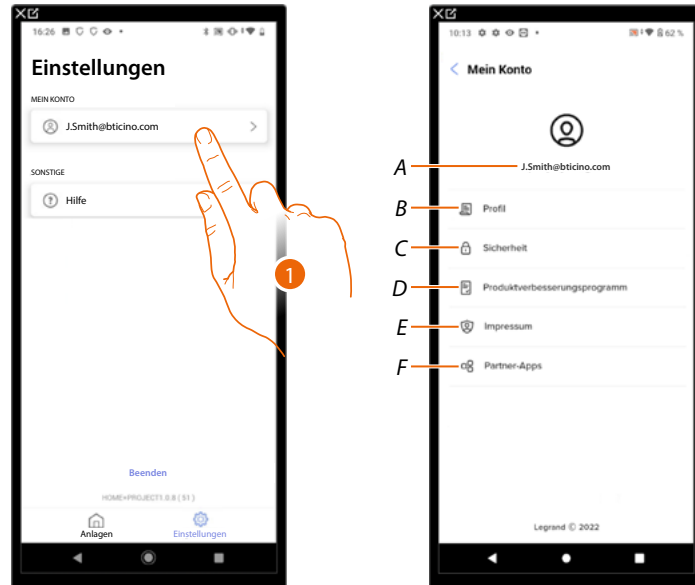 16:26
Einstellungen
MEIN KONTO
J.Smith@bticino.com
SONSTIGE
Hilfe
1
Beenden
HOME+PROJECT1.0.8 ( 51 )
Anlagen
Einstellungen
10:13
62 %
Mein Konto
A
J.Smith@bticino.com
B
Profil
C
Sicherheit
D
Produktverbesserungsprogramm
E
Impressum
F
Partner-Apps
Legrand © 2022